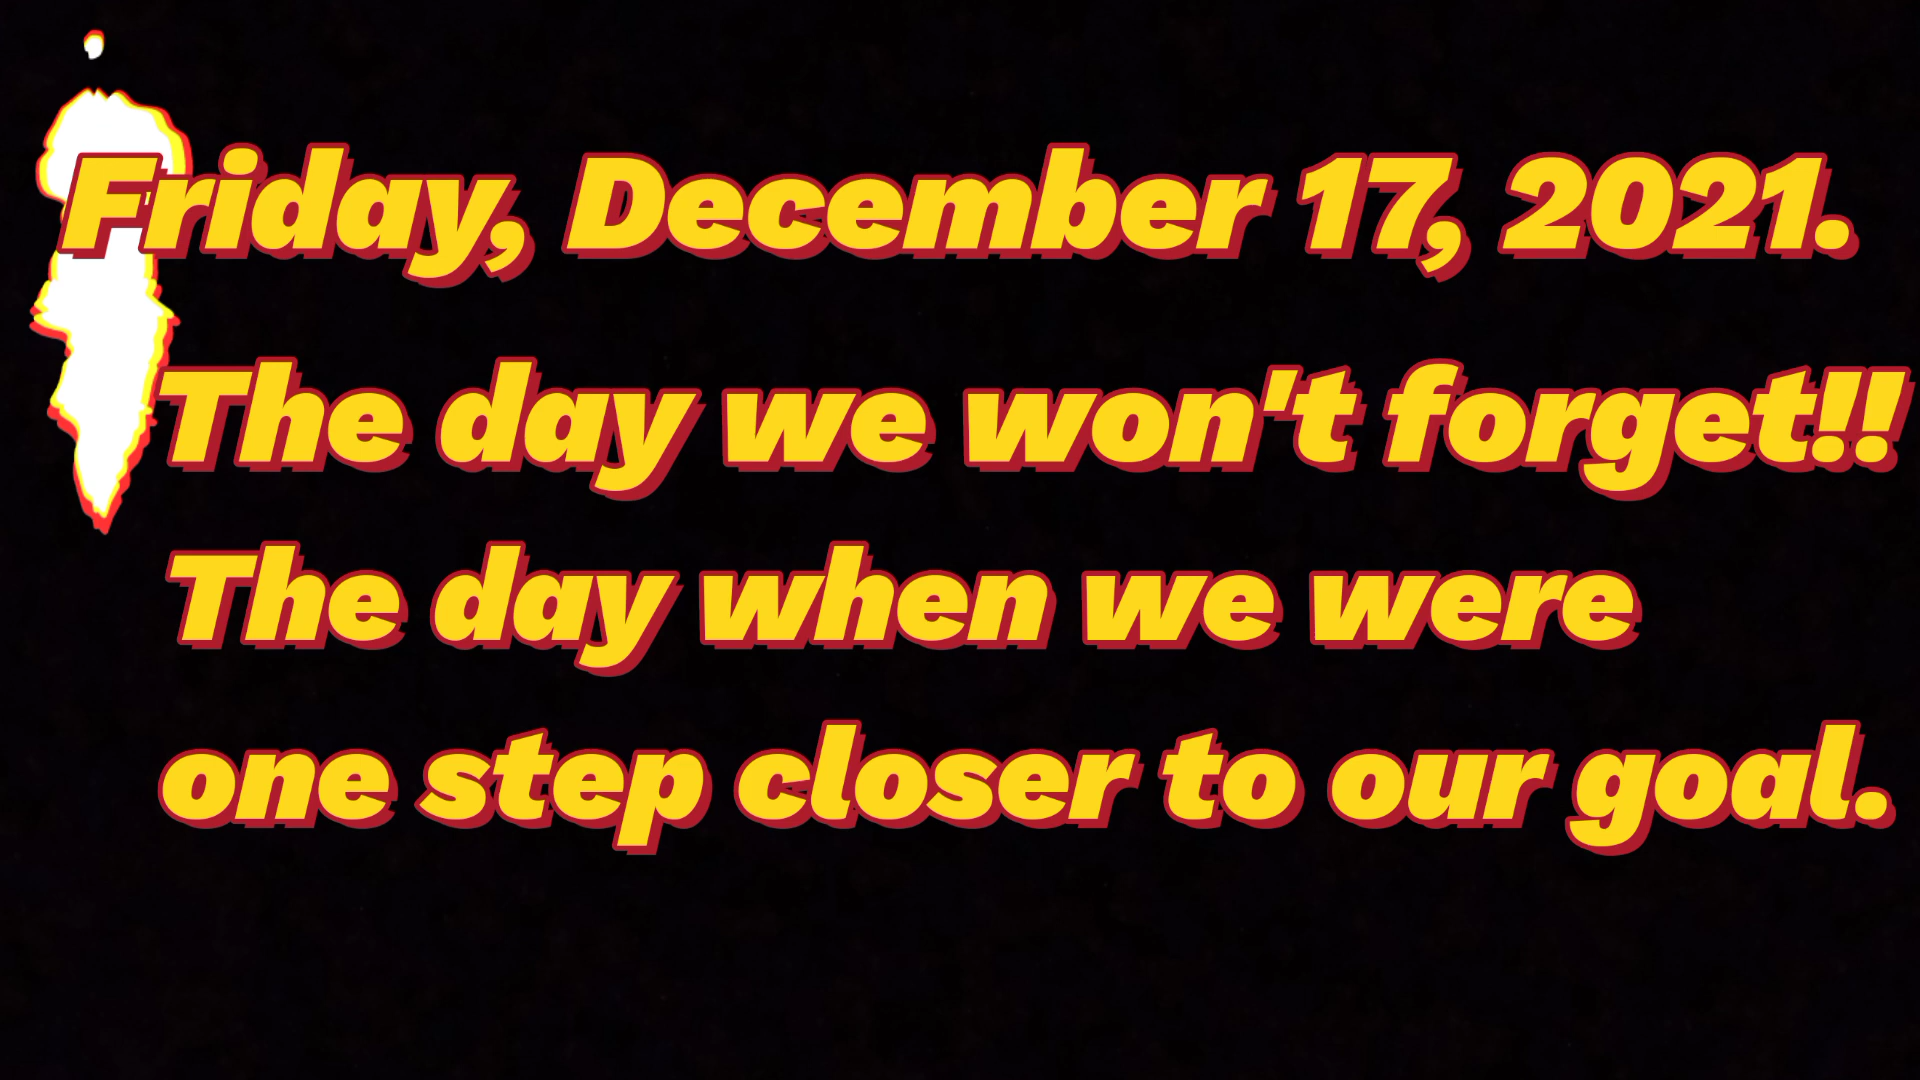 Friday, December 17, 2021.
The day we won't forget!!
The day when we were
one step closer to our goal.